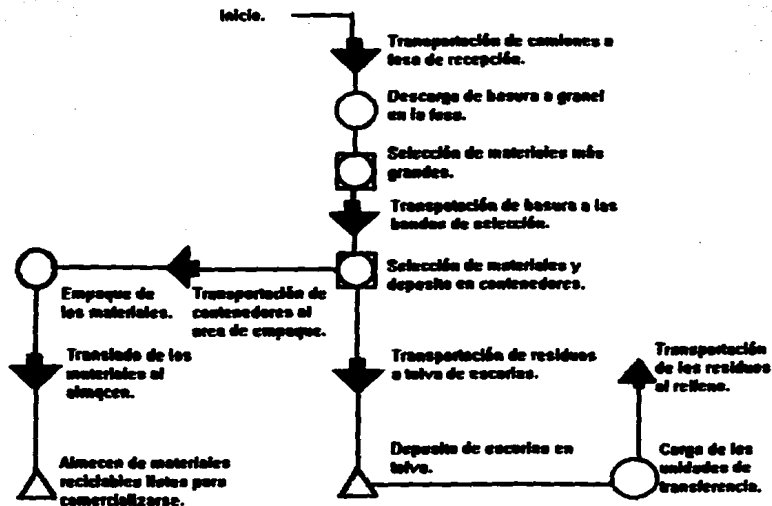 Inicio.
Transportación de camiones a
fosa de recepción.
Descarga de basura a granel
en la fosa.
Selección de materiales más
grandes.
Transpotación de basura a las
bandas de selección.
Selección de materiales y
deposito en contenedores.
Empaque de
los materiales.
Transportación de
contenedores al
area de empaque.
Translado de los
materiales al
almacen.
Transportación de residuos
a tolva de escorias.
Transportación
de los residuos
al relleno.
Almacen de materiales
reciclables listos para
comercializarse.
Deposito de escorias en
tolva.
Carga de las
unidades de
transferencia.